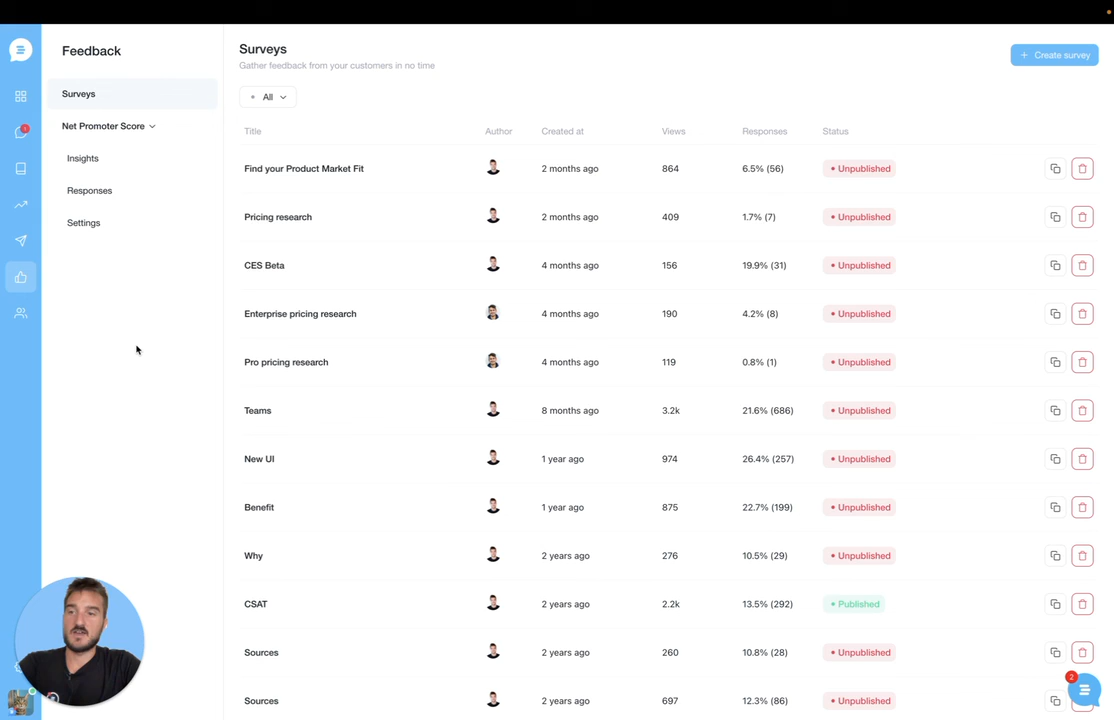 Feedback
Surveys
Net Promoter Score
Insights
Responses
Settings
1
Surveys
Gather feedback from your customers in no time
+ Create survey
All
Title Author Created at Views Responses Status
Find your Product Market Fit 2 months ago 864 6.5% (56) Unpublished
Pricing research 2 months ago 409 1.7% (7) Unpublished
CES Beta 4 months ago 156 19.9% (31) Unpublished
Enterprise pricing research 4 months ago 190 4.2% (8) Unpublished
Pro pricing research 4 months ago 119 0.8% (1) Unpublished
Teams 8 months ago 3.2k 21.6% (686) Unpublished
New UI 1 year ago 974 26.4% (257) Unpublished
Benefit 1 year ago 875 22.7% (199) Unpublished
Why 2 years ago 276 10.5% (29) Unpublished
CSAT 2 years ago 2.2k 13.5% (292) Published
Sources 2 years ago 260 10.8% (28) Unpublished
Sources 2 years ago 697 12.3% (86) Unpublished
2